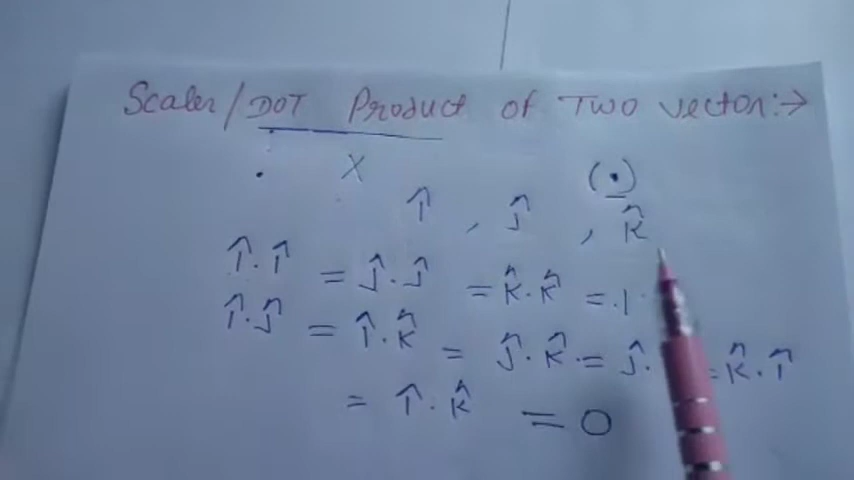 Scaler/DOT Product of Two vector:→
. X (•)
î , ĵ , k̂
î.î = ĵ.ĵ = k̂.k̂ = .1
î.ĵ = î.k̂ = ĵ.k̂. = ĵ. = k̂.î
= î.k̂ = 0